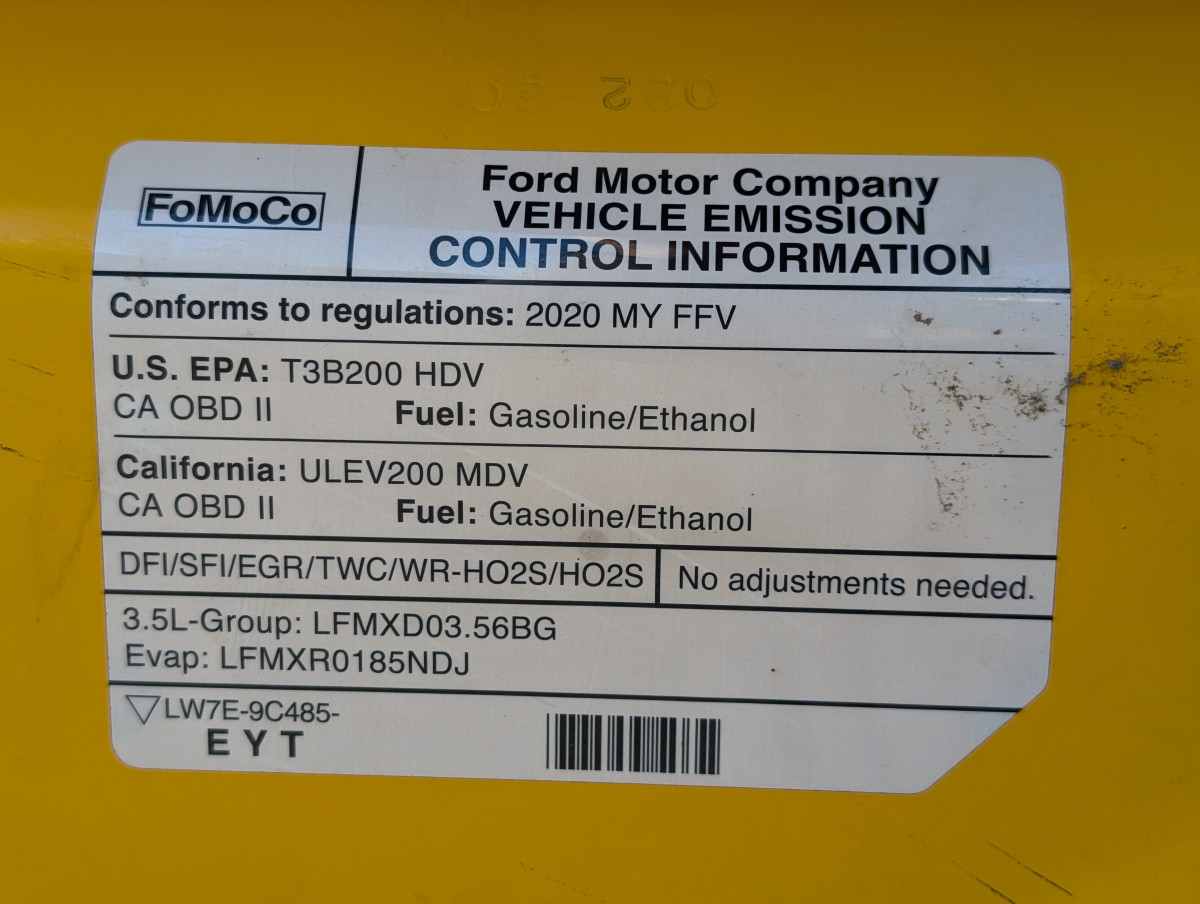 FoMoCo
Ford Motor Company
VEHICLE EMISSION
CONTROL INFORMATION
Conforms to regulations: 2020 MY FFV
U.S. EPA: T3B200 HDV
CA OBD II Fuel: Gasoline/Ethanol
California: ULEV200 MDV
CA OBD II Fuel: Gasoline/Ethanol
DFI/SFI/EGR/TWC/WR-HO2S/HO2S No adjustments needed.
3.5L-Group: LFMXD03.56BG
Evap: LFMXR0185NDJ
LW7E-9C485-
EYT